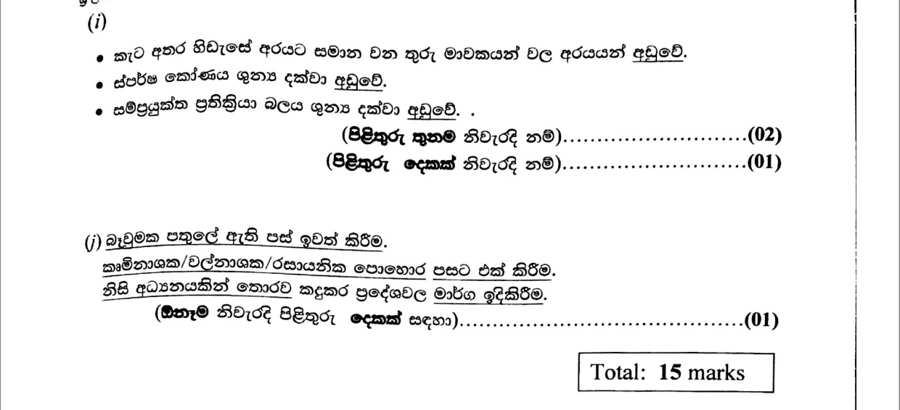 (i)
• කැට අතර හිඩැසේ අරයට සමාන වන තුරු මාවකයන් වල අරයයන් අඩුවේ.
• ස්පර්ෂ කෝණය ශුන්‍ය දක්වා අඩුවේ.
• සම්ප්‍රයුක්ත ප්‍රතික්‍රියා බලය ශුන්‍ය දක්වා අඩුවේ. .
(පිළිතුරු තුනම නිවැරදි නම්)...............................(02)
(පිළිතුරු දෙකක් නිවැරදි නම්)...............................(01)
(j) බෑවුමක පතුලේ ඇති පස් ඉවත් කිරීම.
කෘමිනාශක/වල්නාශක/රසායනික පොහොර පසට එක් කිරීම.
නිසි අධ්‍යනයකින් තොරව කදුකර ප්‍රදේශවල මාර්ග ඉදිකිරීම.
(ඕනෑම නිවැරදි පිළිතුරු දෙකක් සඳහා)................................................(01)
Total: 15 marks